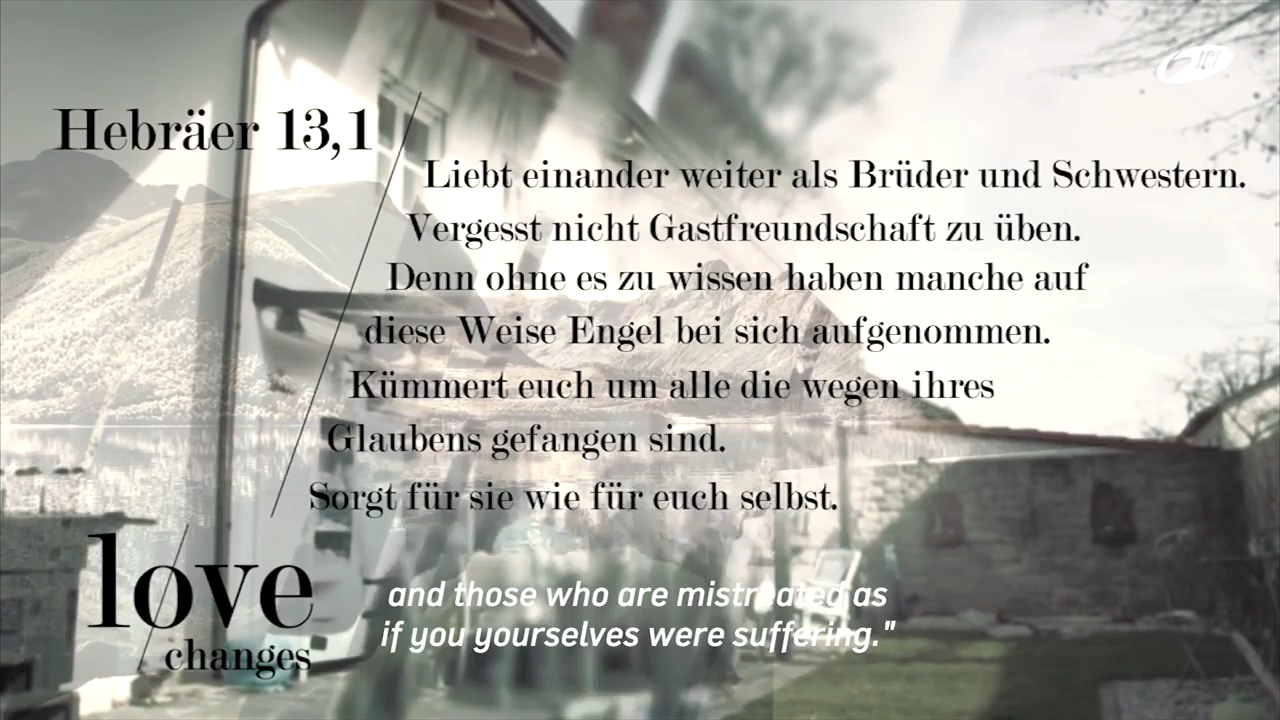 ICF
Hebräer 13,1
Liebt einander weiter als Brüder und Schwestern.
Vergesst nicht Gastfreundschaft zu üben.
Denn ohne es zu wissen haben manche auf
diese Weise Engel bei sich aufgenommen.
Kümmert euch um alle die wegen ihres
Glaubens gefangen sind.
Sorgt für sie wie für euch selbst.
love
changes
and those who are mistreated as
if you yourselves were suffering."